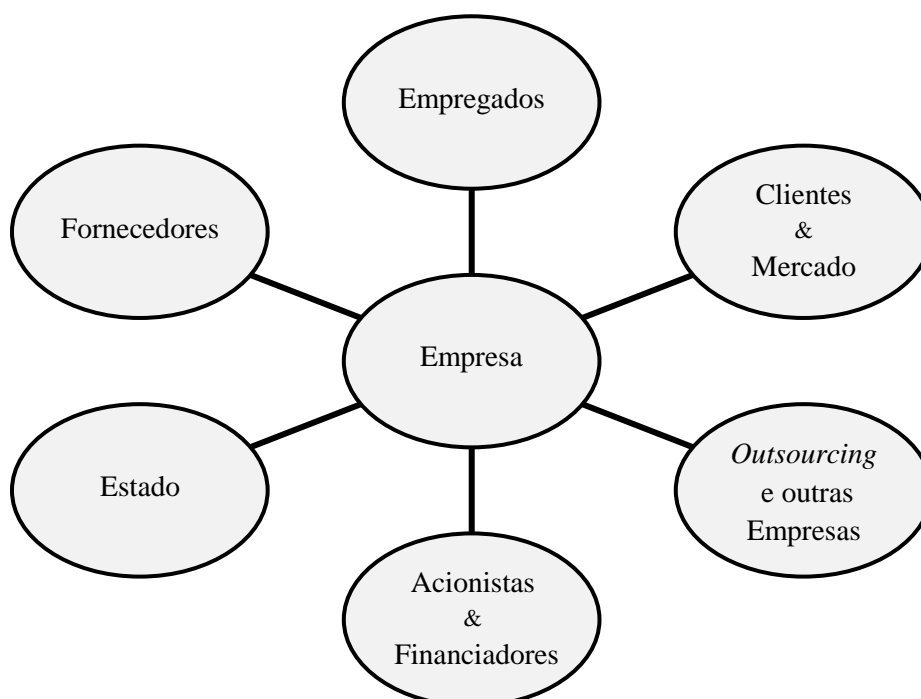 Empregados
Fornecedores
Clientes
&
Mercado
Empresa
Estado
Outsourcing
e outras
Empresas
Acionistas
&
Financiadores